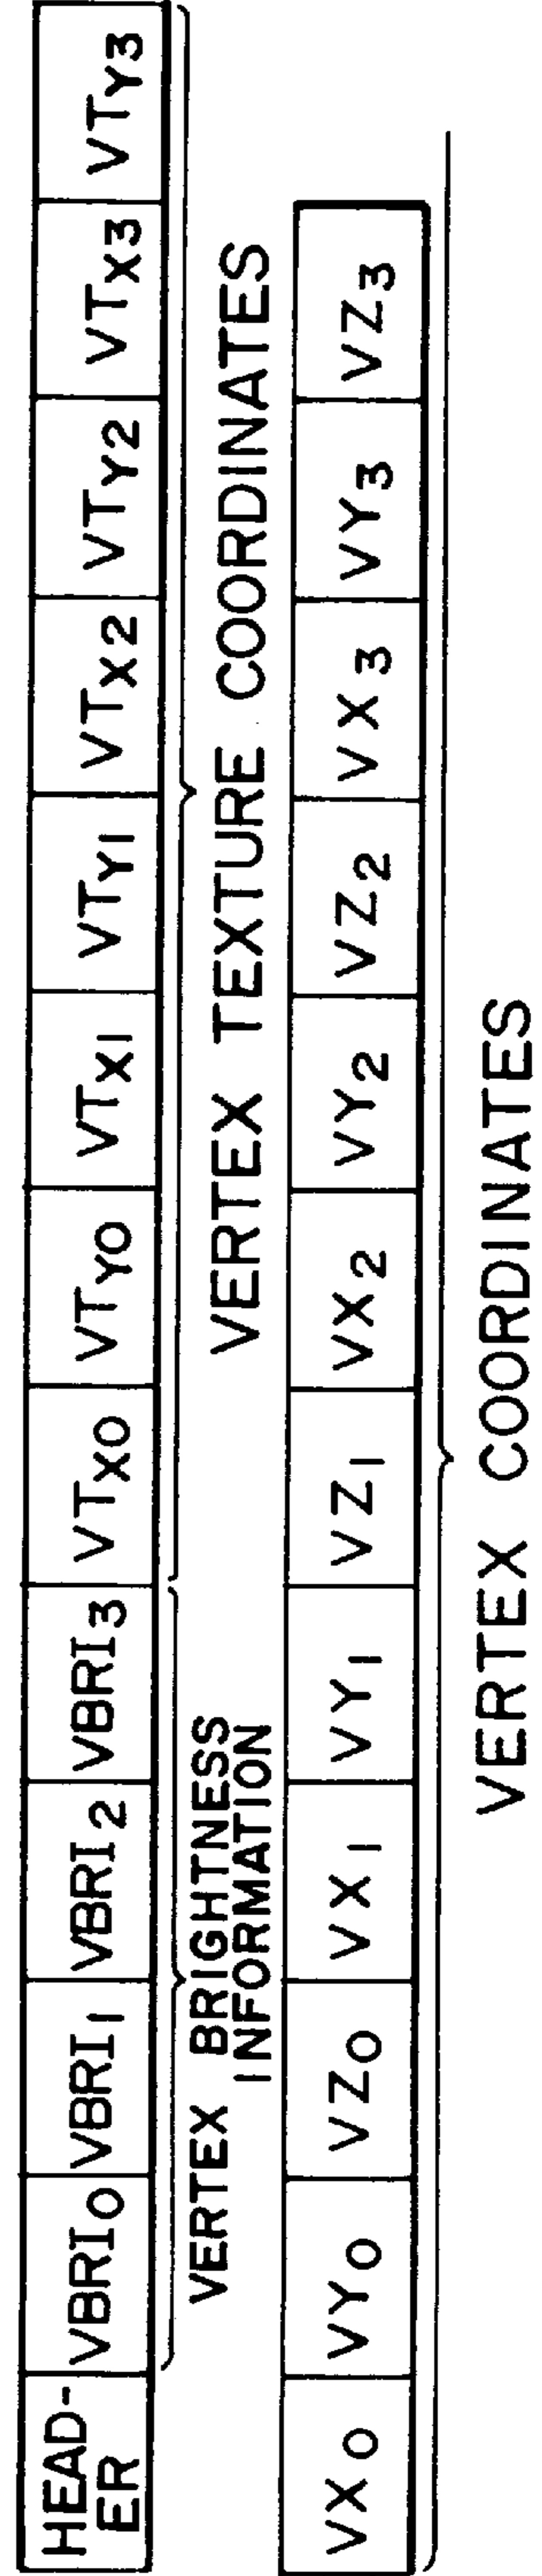 HEAD-
ER
VBRI0 VBRI1 VBRI2 VBRI3 VTX0 VTY0 VTX1 VTY1 VTX2 VTY2 VTX3 VTY3
VERTEX BRIGHTNESS
INFORMATION
VERTEX TEXTURE COORDINATES
VX0 VY0 VZ0 VX1 VY1 VZ1 VX2 VY2 VZ2 VX3 VY3 VZ3
VERTEX COORDINATES